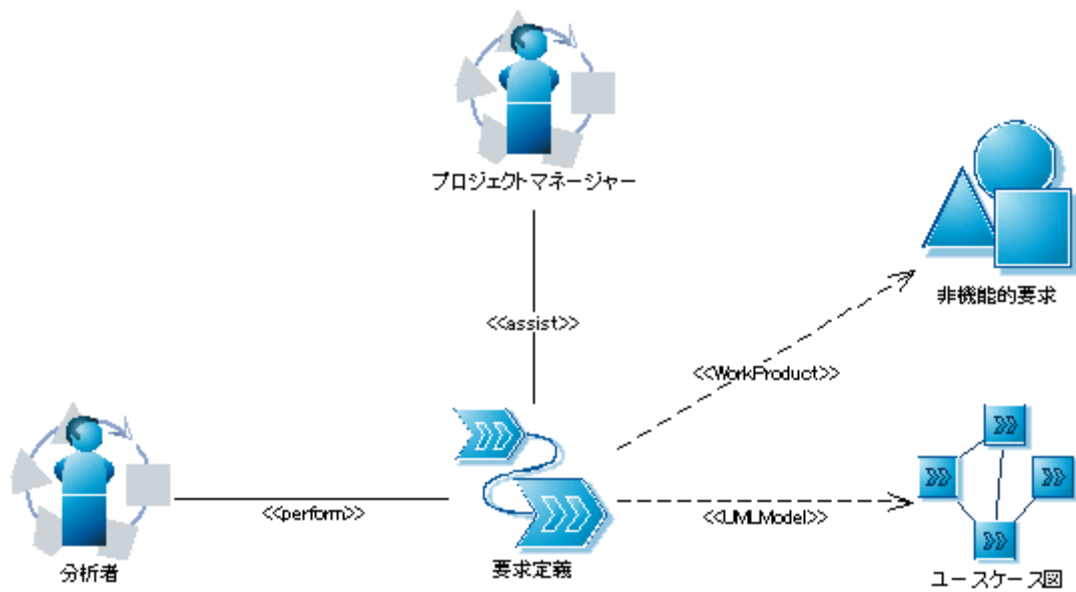 プロジェクトマネージャー
非機能的要求
<<assist>>
<<WorkProduct>>
<<perform>>
<<UMLModel>>
分析者
要求定義
ユースケース図